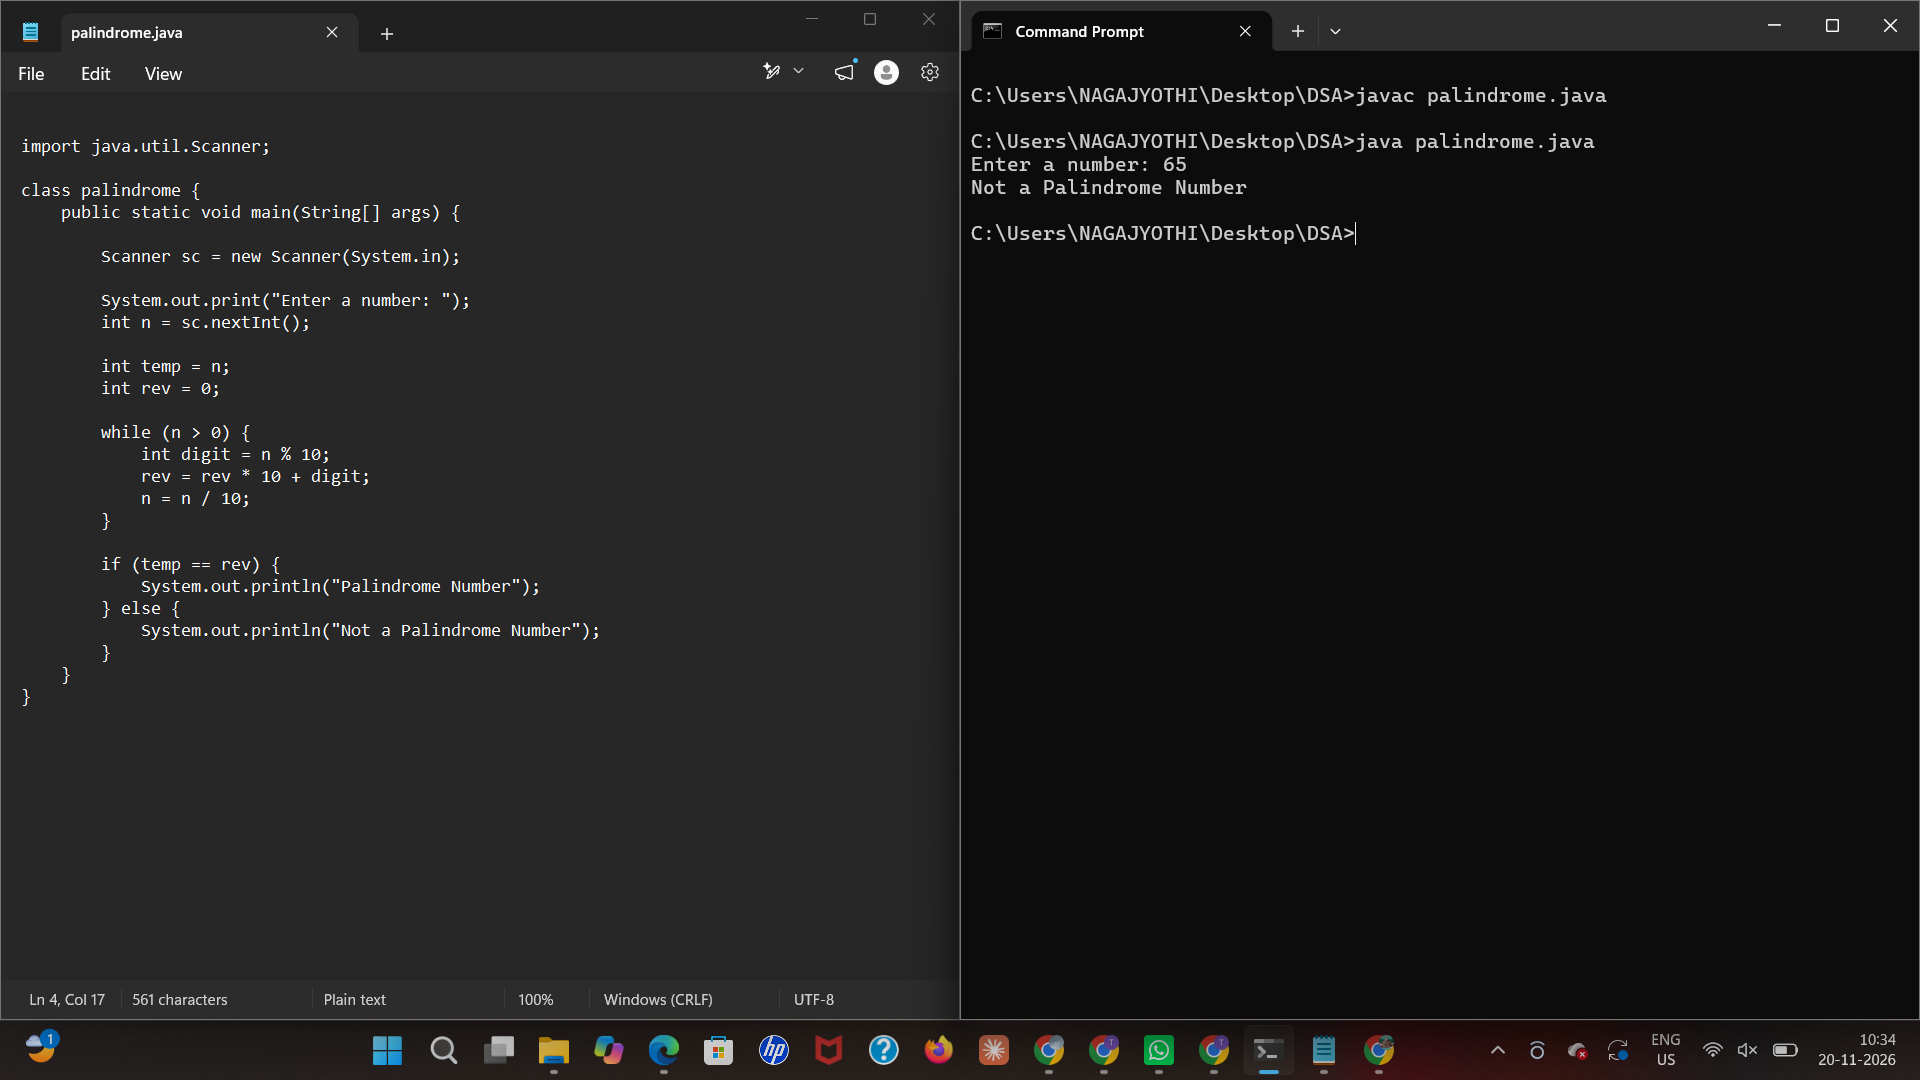 palindrome.java
File Edit View
import java.util.Scanner;
class palindrome {
public static void main(String[] args) {
Scanner sc = new Scanner(System.in);
System.out.print("Enter a number: ");
int n = sc.nextInt();
int temp = n;
int rev = 0;
while (n > 0) {
int digit = n % 10;
rev = rev * 10 + digit;
n = n / 10;
}
if (temp == rev) {
System.out.println("Palindrome Number");
} else {
System.out.println("Not a Palindrome Number");
}
}
}
Ln 4, Col 17 561 characters Plain text 100% Windows (CRLF) UTF-8
Command Prompt
C:\Users\NAGAJYOTHI\Desktop\DSA>javac palindrome.java
C:\Users\NAGAJYOTHI\Desktop\DSA>java palindrome.java
Enter a number: 65
Not a Palindrome Number
C:\Users\NAGAJYOTHI\Desktop\DSA>
1
hp
T
T
ENG
US
10:34
20-11-2026